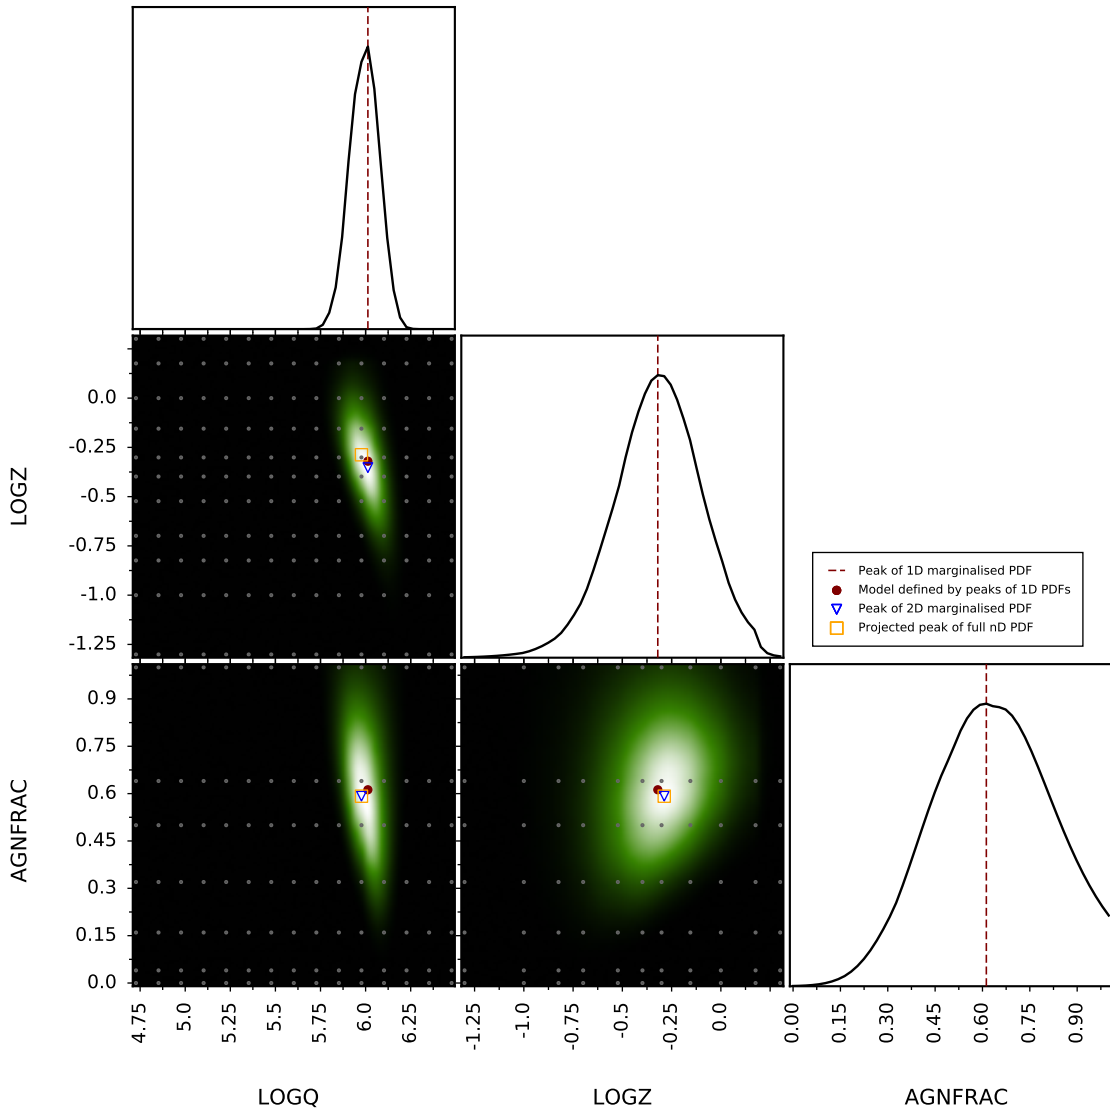 0.0
-0.25
-0.5
-0.75
-1.0
-1.25
LOGZ
Peak of 1D marginalised PDF
Model defined by peaks of 1D PDFs
Peak of 2D marginalised PDF
Projected peak of full nD PDF
0.9
0.75
0.6
0.45
0.3
0.15
0.0
AGNFRAC
4.75 5.0 5.25 5.5 5.75 6.0 6.25
-1.25 -1.0 -0.75 -0.5 -0.25 0.0
0.00 0.15 0.30 0.45 0.60 0.75 0.90
LOGQ LOGZ AGNFRAC